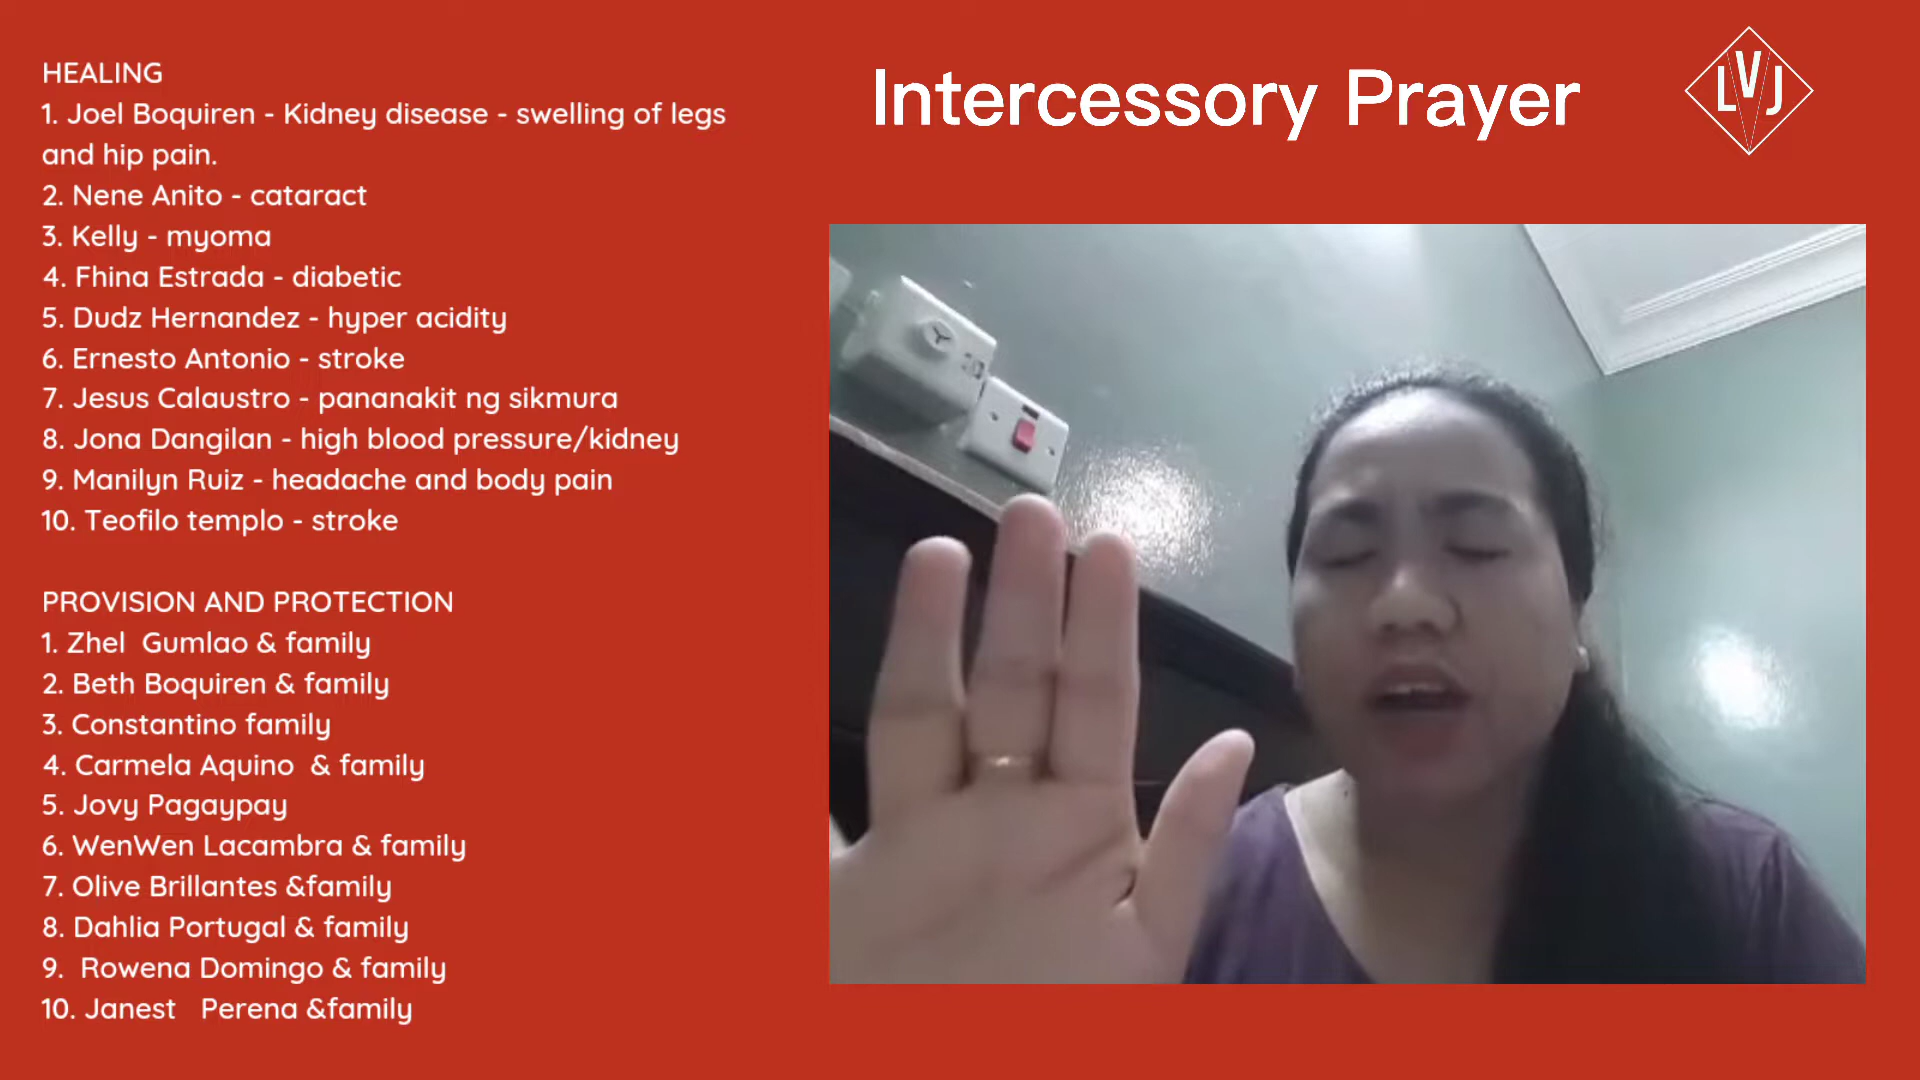 HEALING
1. Joel Boquiren - Kidney disease - swelling of legs
and hip pain.
2. Nene Anito - cataract
3. Kelly - myoma
4. Fhina Estrada - diabetic
5. Dudz Hernandez - hyper acidity
6. Ernesto Antonio - stroke
7. Jesus Calaustro - pananakit ng sikmura
8. Jona Dangilan - high blood pressure/kidney
9. Manilyn Ruiz - headache and body pain
10. Teofilo templo - stroke
PROVISION AND PROTECTION
1. Zhel Gumlao & family
2. Beth Boquiren & family
3. Constantino family
4. Carmela Aquino & family
5. Jovy Pagaypay
6. WenWen Lacambra & family
7. Olive Brillantes &family
8. Dahlia Portugal & family
9. Rowena Domingo & family
10. Janest Perena &family
Intercessory Prayer
LVJ